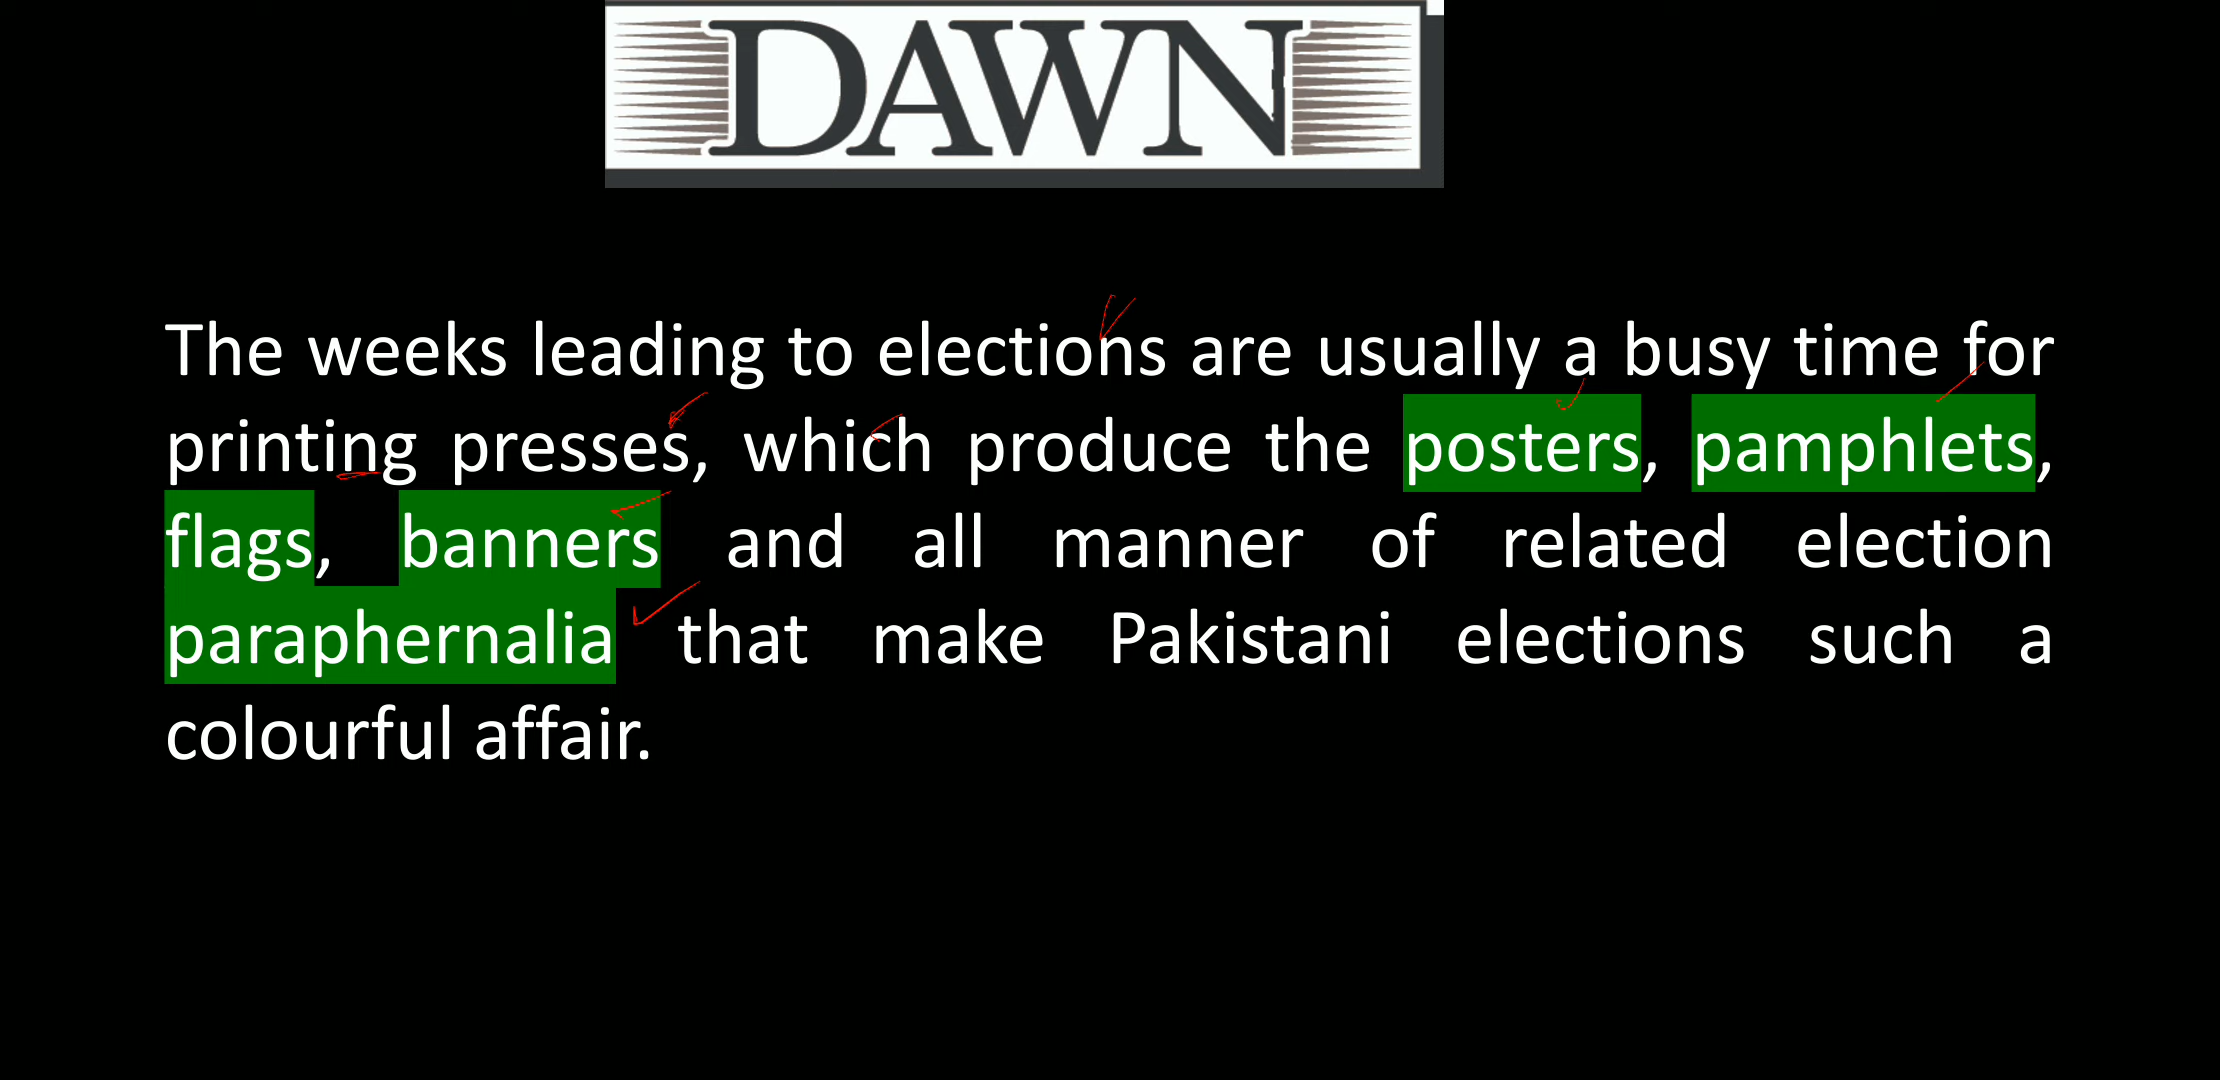 DAWN
The weeks leading to elections are usually a busy time for
printing presses, which produce the posters, pamphlets,
flags, banners and all manner of related election
paraphernalia that make Pakistani elections such a
colourful affair.